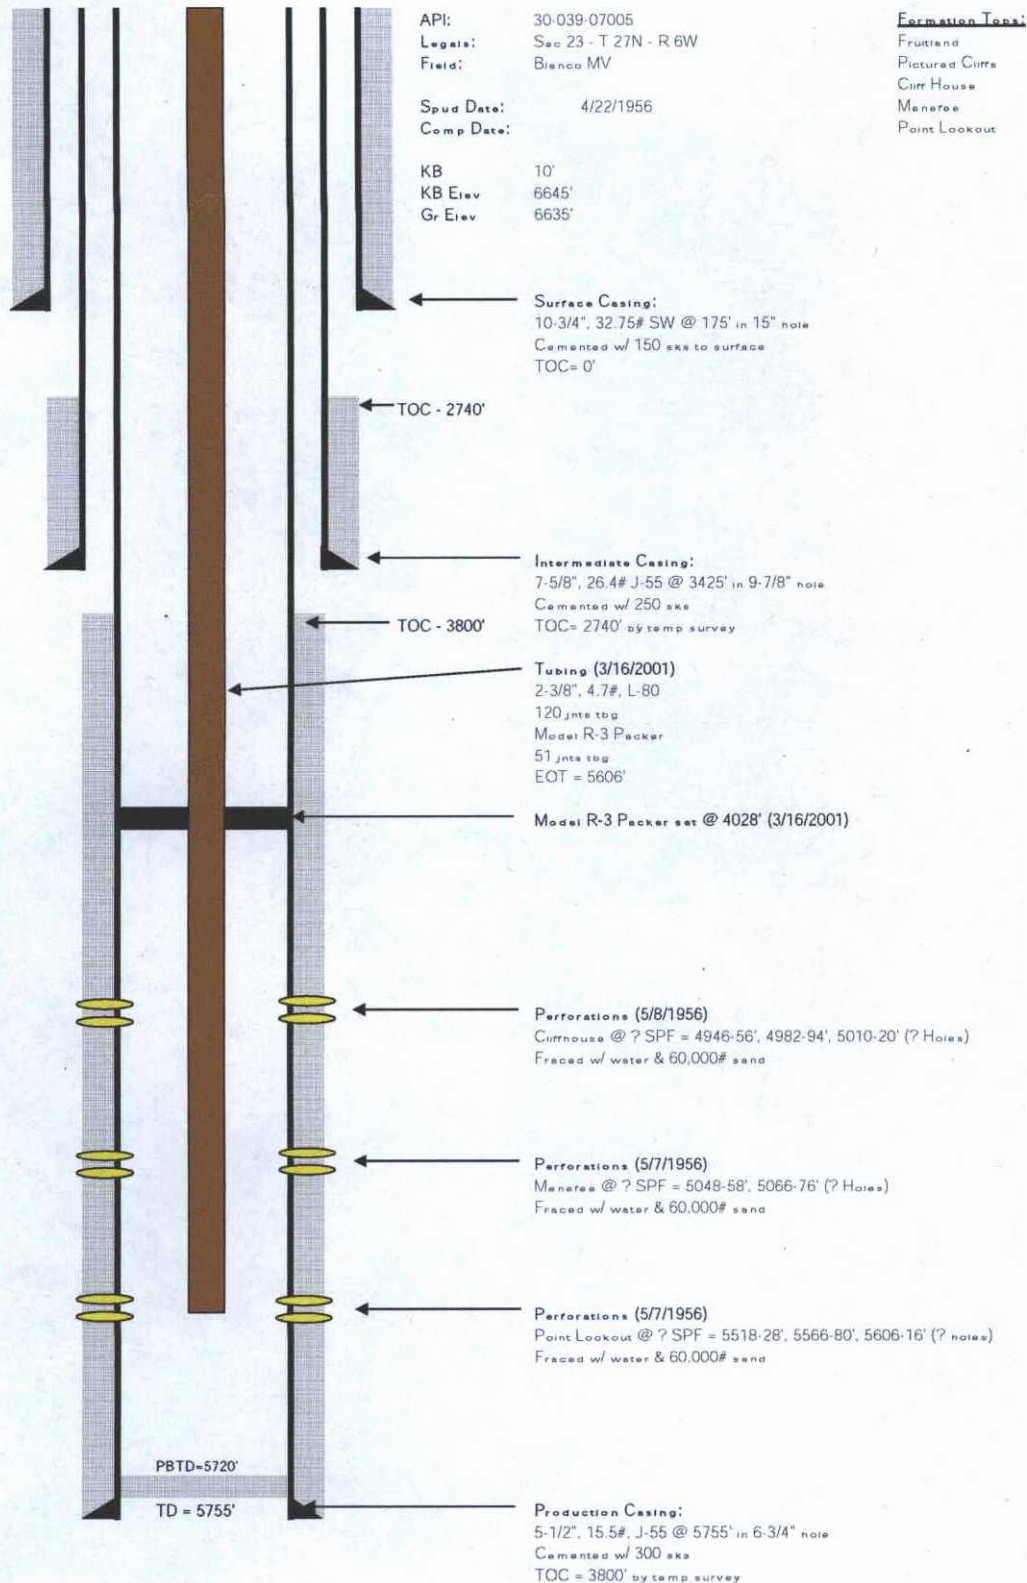 API: 30-039-07005
Legals: Sec 23 - T 27N - R 6W
Field: Blanco MV
Spud Date: 4/22/1956
Comp Date:
KB 10'
KB Elev 6645'
Gr Elev 6635'
Formation Tops:
Fruitland
Pictured Cliffs
Cliff House
Menefee
Point Lookout
Surface Casing:
10-3/4", 32.75# SW @ 175' in 15" hole
Cemented w/ 150 sks to surface
TOC= 0'
TOC - 2740'
Intermediate Casing:
7-5/8", 26.4# J-55 @ 3425' in 9-7/8" hole
Cemented w/ 250 sks
TOC= 2740' by temp survey
TOC - 3800'
Tubing (3/16/2001)
2-3/8", 4.7#, L-80
120 jnts tbg
Model R-3 Packer
51 jnts tbg
EOT = 5606'
Model R-3 Packer set @ 4028' (3/16/2001)
Perforations (5/8/1956)
Cliffhouse @ ? SPF = 4946-56', 4982-94', 5010-20' (? Holes)
Fraced w/ water & 60,000# sand
Perforations (5/7/1956)
Menefee @ ? SPF = 5048-58', 5066-76' (? Holes)
Fraced w/ water & 60,000# sand
Perforations (5/7/1956)
Point Lookout @ ? SPF = 5518-28', 5566-80', 5606-16' (? holes)
Fraced w/ water & 60,000# sand
PBTD=5720'
TD = 5755'
Production Casing:
5-1/2", 15.5#, J-55 @ 5755' in 6-3/4" hole
Cemented w/ 300 sks
TOC = 3800' by temp survey